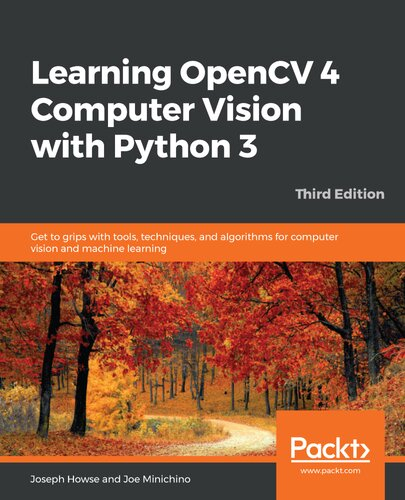 Learning OpenCV 4
Computer Vision
with Python 3
Third Edition
Get to grips with tools, techniques, and algorithms for computer
vision and machine learning
Packt>
www.packt.com
Joseph Howse and Joe Minichino